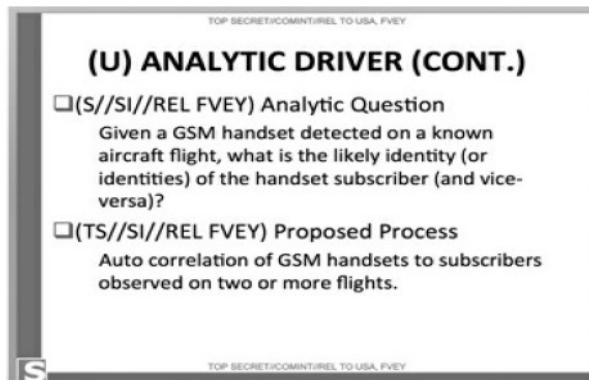 TOP SECRET//COMINT//REL TO USA, FVEY
(U) ANALYTIC DRIVER (CONT.)
(S//SI//REL FVEY) Analytic Question
Given a GSM handset detected on a known
aircraft flight, what is the likely identity (or
identities) of the handset subscriber (and vice-
versa)?
(TS//SI//REL FVEY) Proposed Process
Auto correlation of GSM handsets to subscribers
observed on two or more flights.
S
TOP SECRET//COMINT//REL TO USA, FVEY